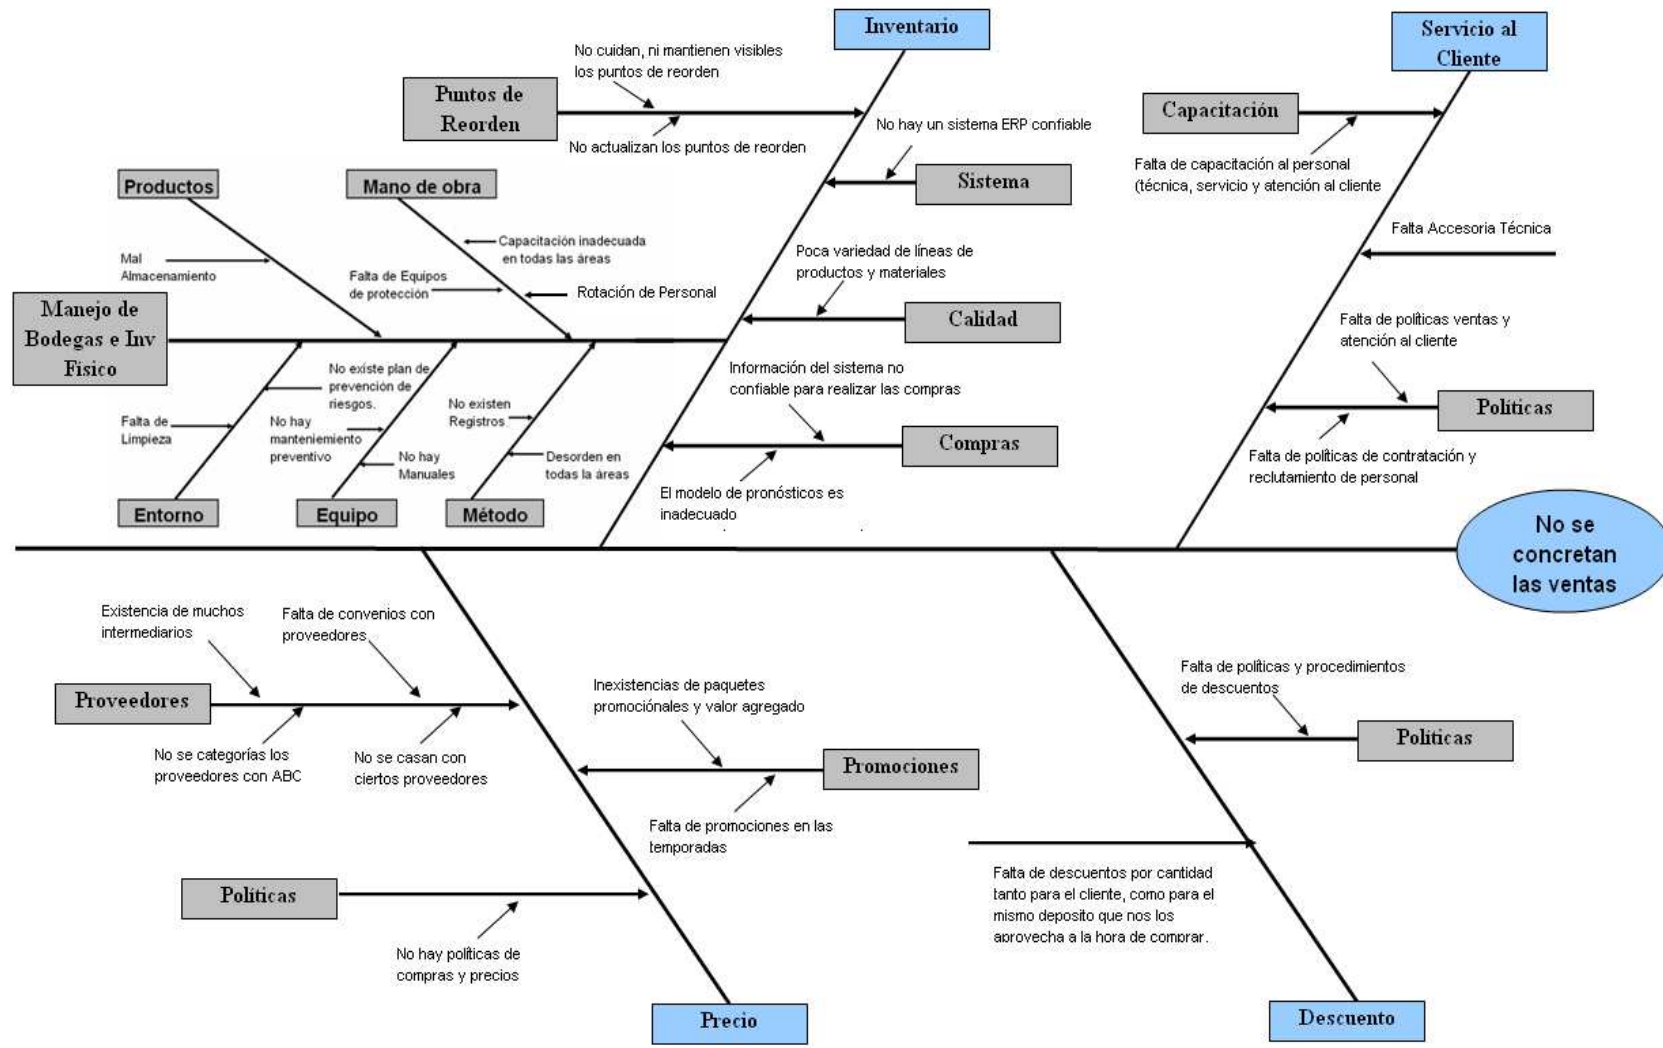 Inventario
Servicio al
Cliente
No cuidan, ni mantienen visibles
los puntos de reorden
Puntos de
Reorden
No actualizan los puntos de reorden
No hay un sistema ERP confiable
Sistema
Capacitación
Falta de capacitación al personal
(técnica, servicio y atención al cliente
Falta Accesoria Técnica
Productos
Mano de obra
Mal
Almacenamiento
Capacitación inadecuada
en todas las áreas
Falta de Equipos
de protección
Rotación de Personal
Poca variedad de líneas de
productos y materiales
Calidad
Manejo de
Bodegas e Inv
Físico
Falta de políticas ventas y
atención al cliente
Políticas
Falta de políticas de contratación y
reclutamiento de personal
No existe plan de
prevención de
riesgos.
Falta de
Limpieza
No hay
manteniemiento
preventivo
No hay
Manuales
No existen
Registros
Desorden en
todas la áreas
Información del sistema no
confiable para realizar las compras
Compras
El modelo de pronósticos es
inadecuado
Entorno
Equipo
Método
No se
concretan
las ventas
Existencia de muchos
intermediarios
Falta de convenios con
proveedores
Proveedores
No se categorías los
proveedores con ABC
No se casan con
ciertos proveedores
Inexistencias de paquetes
promociónales y valor agregado
Promociones
Falta de promociones en las
temporadas
Falta de políticas y procedimientos
de descuentos
Políticas
Políticas
No hay políticas de
compras y precios
Falta de descuentos por cantidad
tanto para el cliente, como para el
mismo deposito que nos los
aprovecha a la hora de comprar.
Precio
Descuento